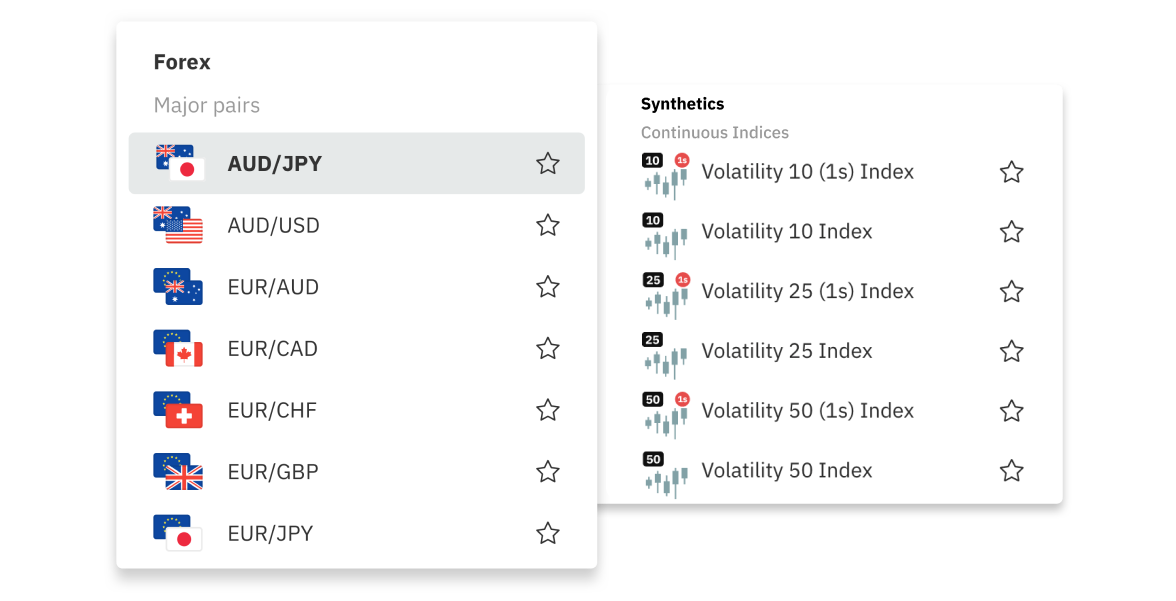 Forex
Major pairs
AUD/JPY
AUD/USD
EUR/AUD
EUR/CAD
EUR/CHF
EUR/GBP
EUR/JPY
Synthetics
Continuous Indices
10 1s Volatility 10 (1s) Index
10 Volatility 10 Index
25 1s Volatility 25 (1s) Index
25 Volatility 25 Index
50 1s Volatility 50 (1s) Index
50 Volatility 50 Index